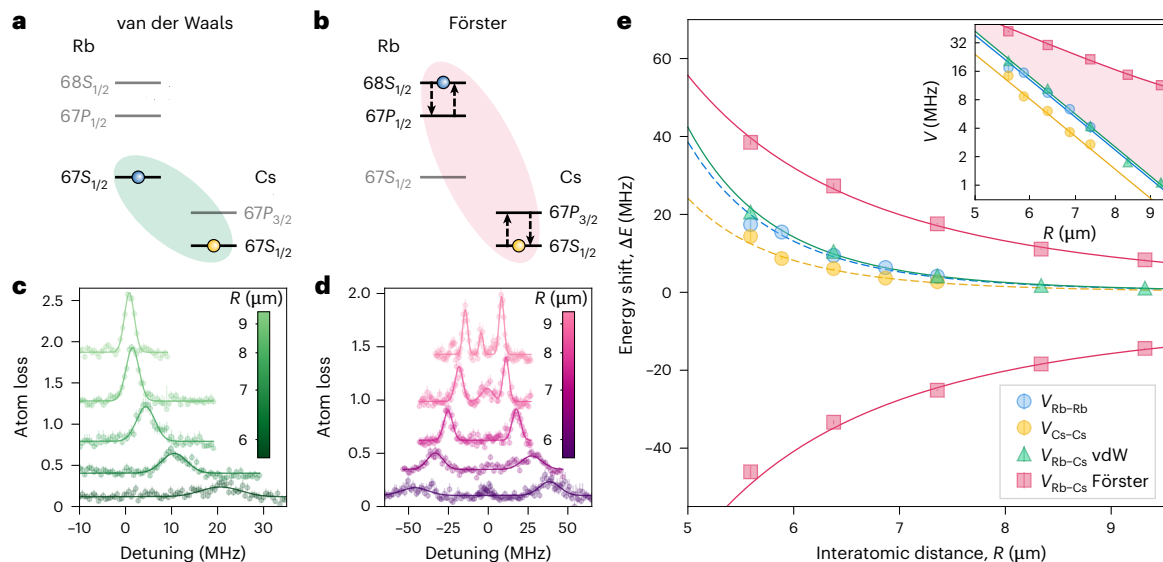 a
van der Waals
Rb
68S1/2
67P1/2
67S1/2
Cs
67P3/2
67S1/2
b
Förster
Rb
68S1/2
67P1/2
67S1/2
Cs
67P3/2
67S1/2
c
R (μm)
2.5
2.0
1.5
1.0
0.5
0
Atom loss
9
8
7
6
−10 0 10 20 30
Detuning (MHz)
d
R (μm)
2.0
1.5
1.0
0.5
0
Atom loss
9
8
7
6
−50 −25 0 25 50
Detuning (MHz)
e
60
40
20
0
−20
−40
Energy shift, ΔE (MHz)
5 6 7 8 9
Interatomic distance, R (μm)
32
16
8
4
2
1
V (MHz)
5 6 7 8 9
R (μm)
VRb–Rb
VCs–Cs
VRb–Cs vdW
VRb–Cs Förster